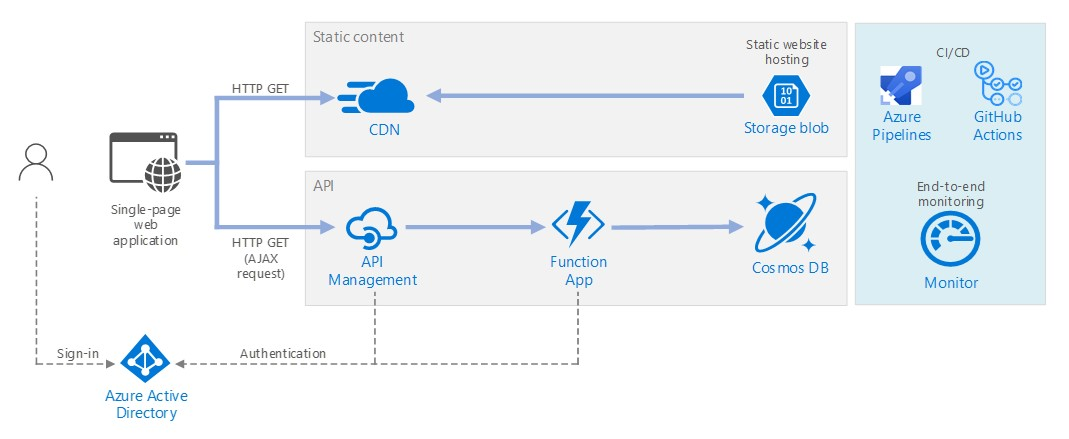 Static content
Static website
hosting
CI/CD
HTTP GET
CDN
Storage blob
Azure
Pipelines
GitHub
Actions
Single-page
web
application
API
HTTP GET
(AJAX
request)
API
Management
Function
App
Cosmos DB
End-to-end
monitoring
Monitor
Sign-in
Authentication
Azure Active
Directory
10
01